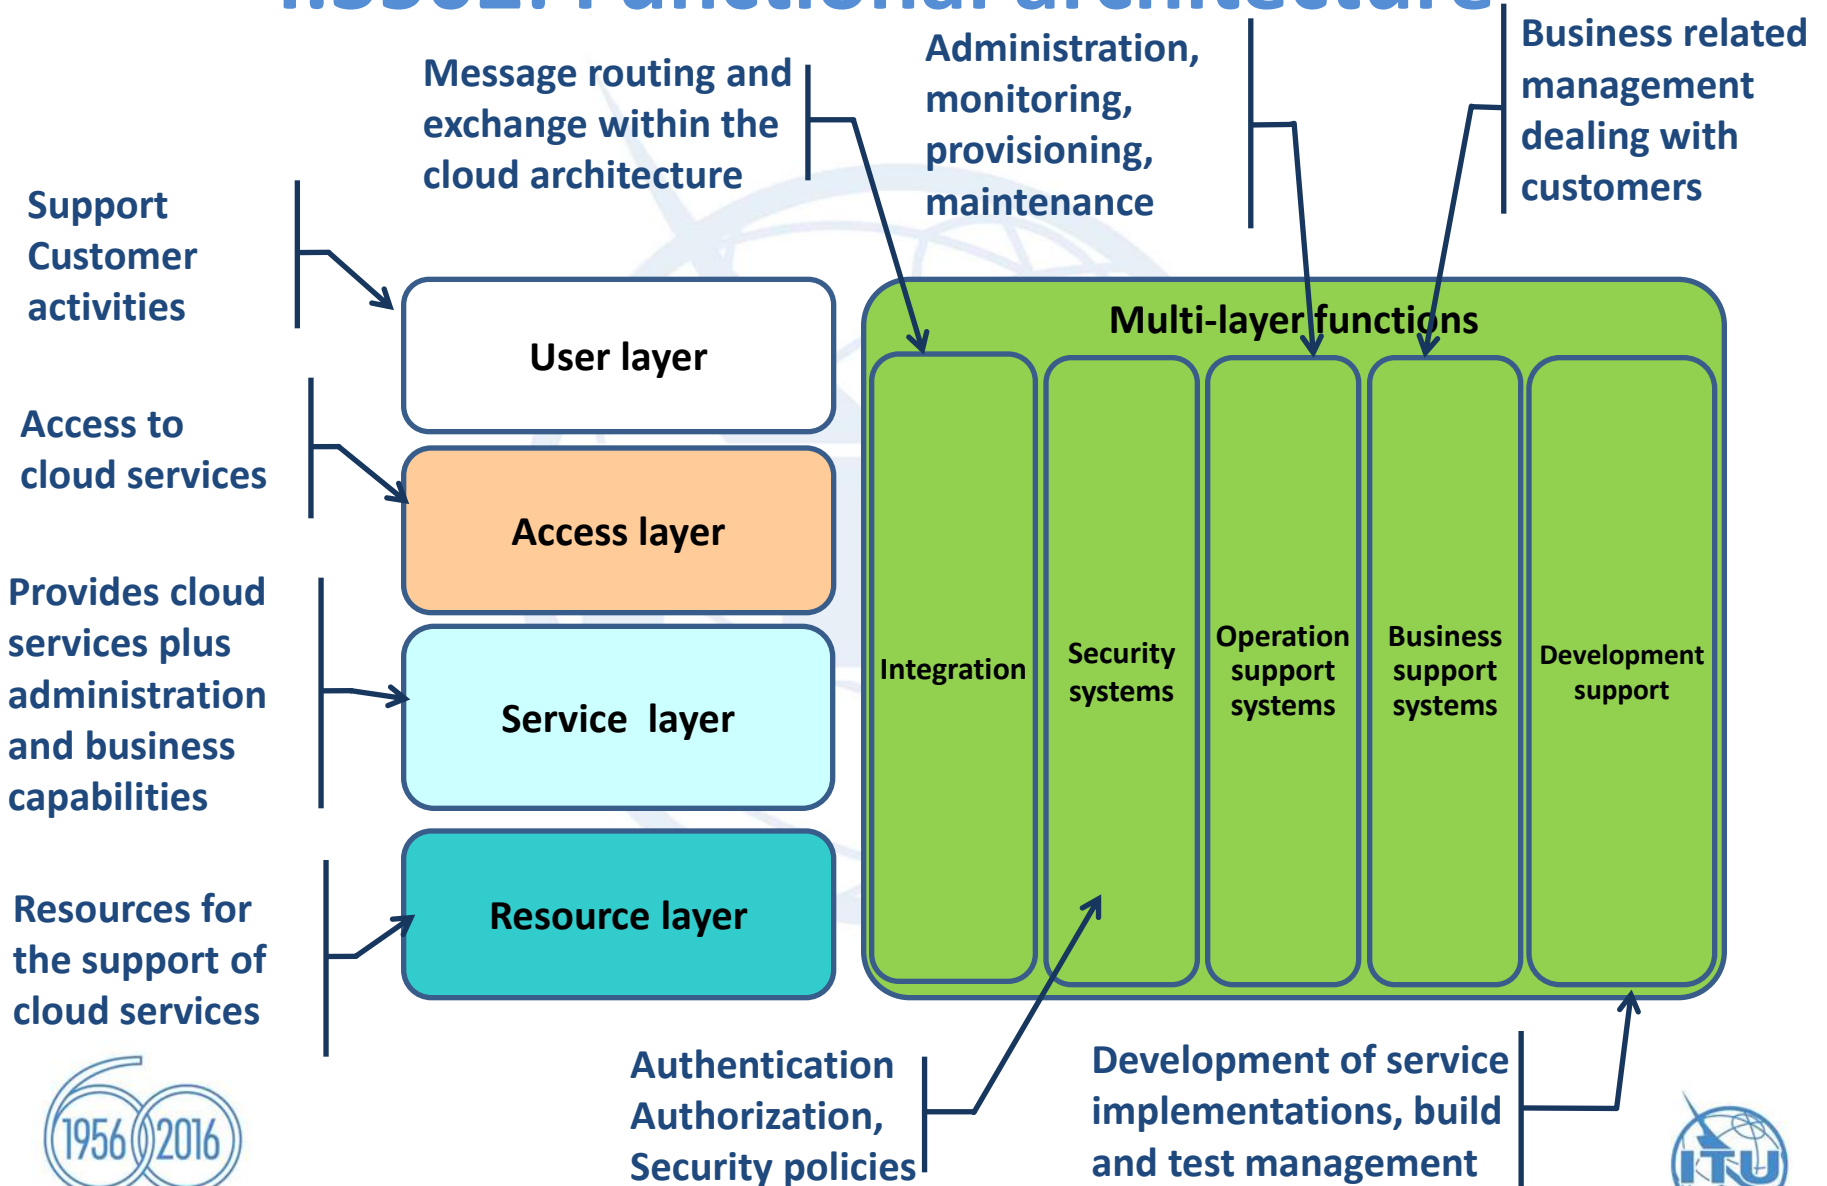 Functional architecture
Message routing and
exchange within the
cloud architecture
Administration,
monitoring,
provisioning,
maintenance
Business related
management
dealing with
customers
Support
Customer
activities
Access to
cloud services
Provides cloud
services plus
administration
and business
capabilities
Resources for
the support of
cloud services
User layer
Access layer
Service  layer
Resource layer
Multi-layer functions
Integration
Security
systems
Operation
support
systems
Business
support
systems
Development
support
Authentication
Authorization,
Security policies
Development of service
implementations, build
and test management
60
1956 2016
ITU